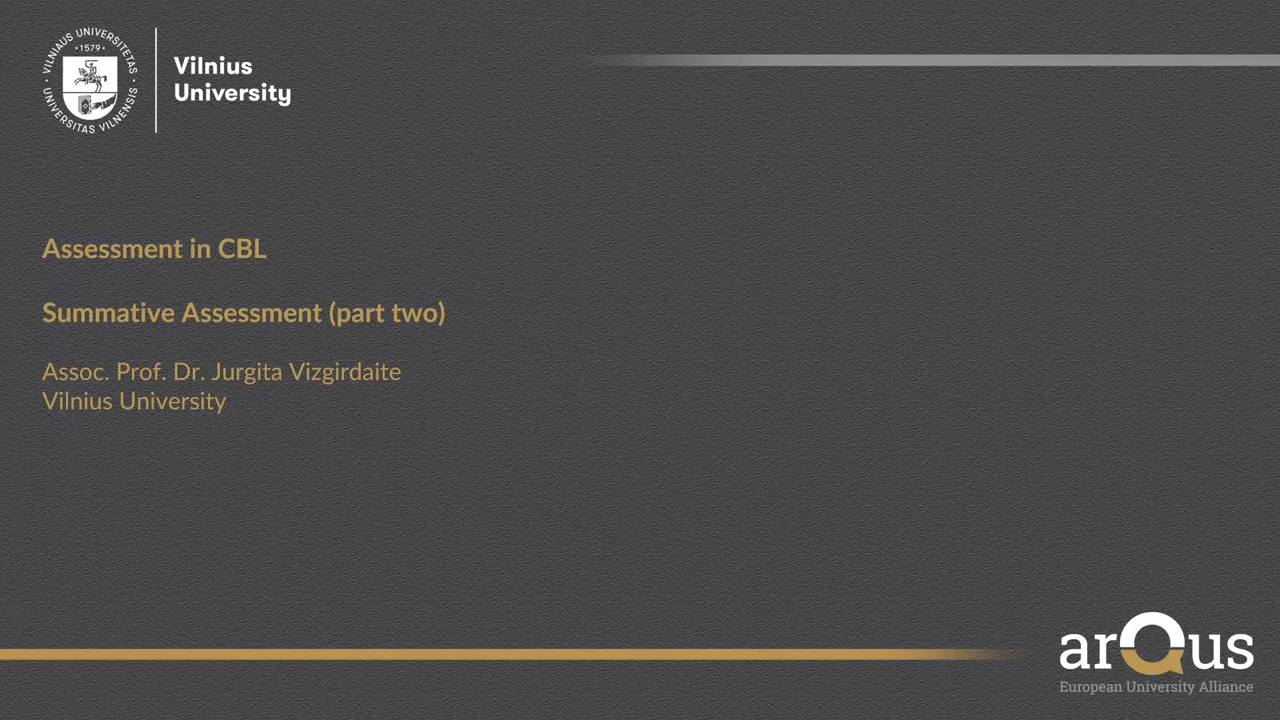 VILNIAUS UNIVERSITETAS
·1579·
UNIVERSITAS VILNENSIS
Vilnius
University
Assessment in CBL
Summative Assessment (part two)
Assoc. Prof. Dr. Jurgita Vizgirdaite
Vilnius University
arQus
European University Alliance